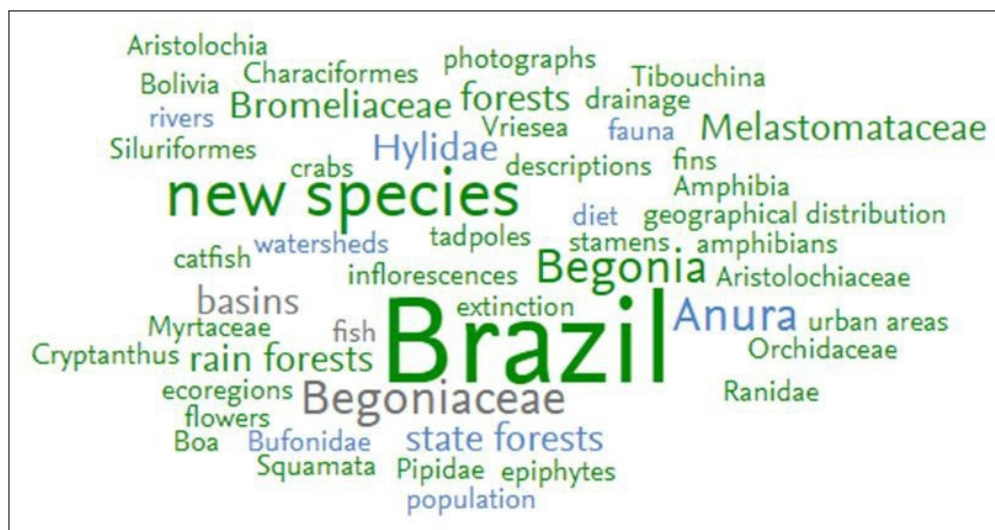 Aristolochia
photographs
Bolivia
Characiformes
Tibouchina
rivers
Bromeliaceae
forests
drainage
Vriesea
fauna
Melastomataceae
Siluriformes
crabs
Hylidae
descriptions
fins
new species
Amphibia
diet
geographical distribution
watersheds
tadpoles
stamens
amphibians
catfish
inflorescences
Begonia
Aristolochiaceae
basins
extinction
Myrtaceae
fish
Brazil
Anura
urban areas
Cryptanthus
rain forests
Orchidaceae
ecoregions
Begoniaceae
Ranidae
flowers
Boa
Bufonidae
state forests
Squamata
Pipidae
epiphytes
population